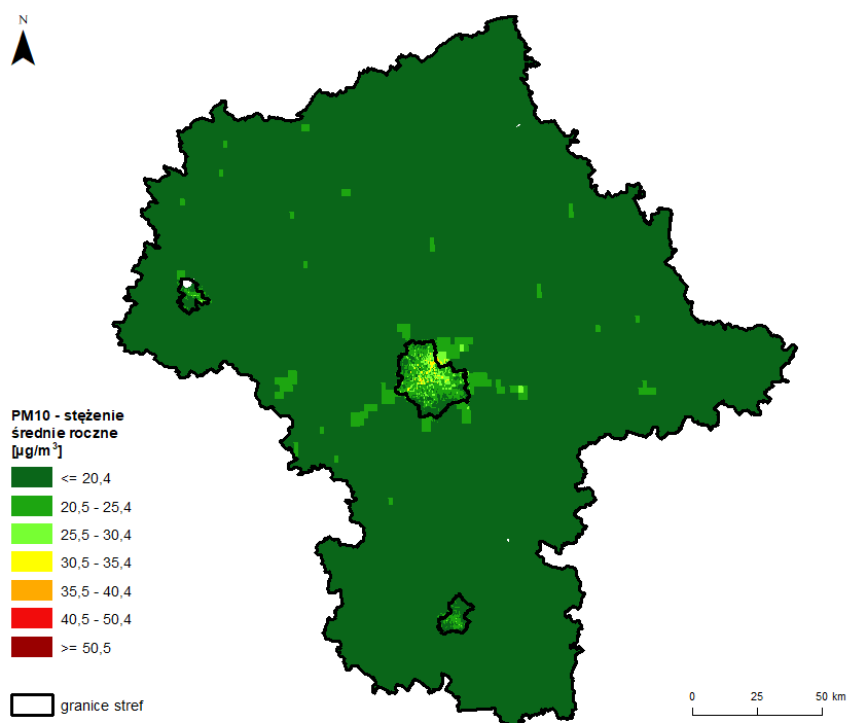 N
PM10 - stężenie
średnie roczne
[µg/m³]
<= 20,4
20,5 - 25,4
25,5 - 30,4
30,5 - 35,4
35,5 - 40,4
40,5 - 50,4
>= 50,5
granice stref
0 25 50 km